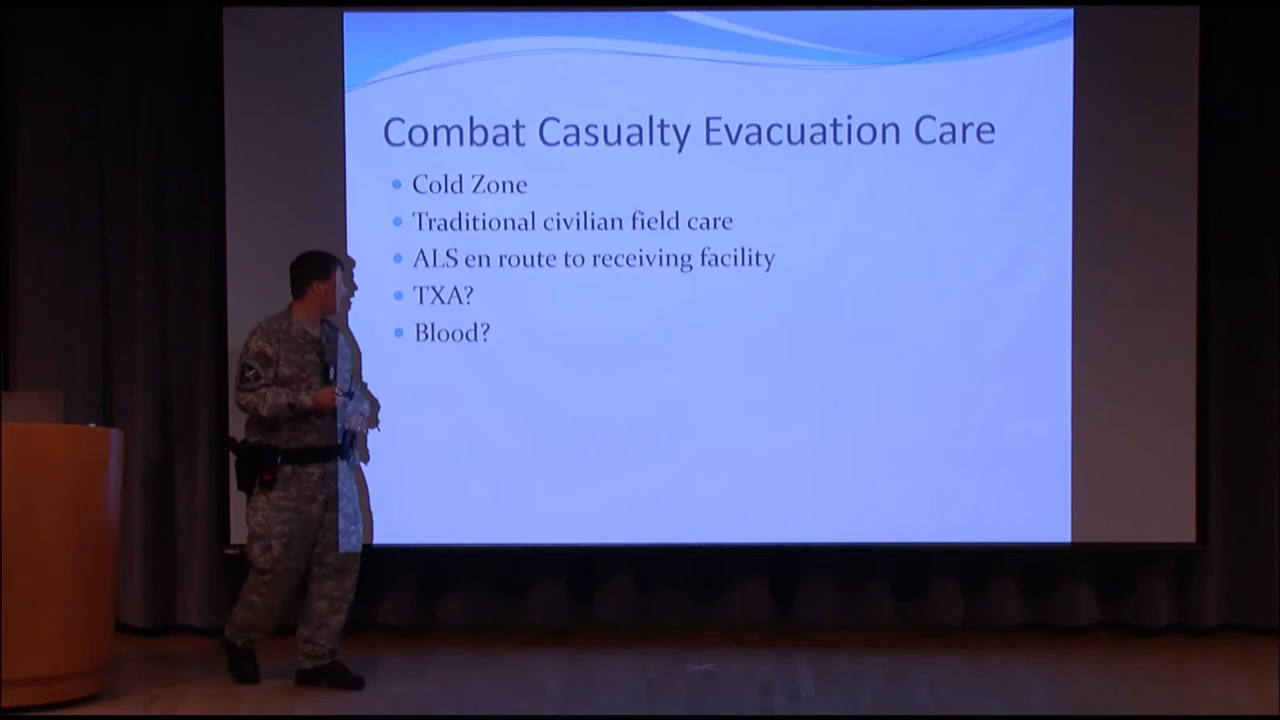 Combat Casualty Evacuation Care
Cold Zone
Traditional civilian field care
ALS en route to receiving facility
TXA?
Blood?